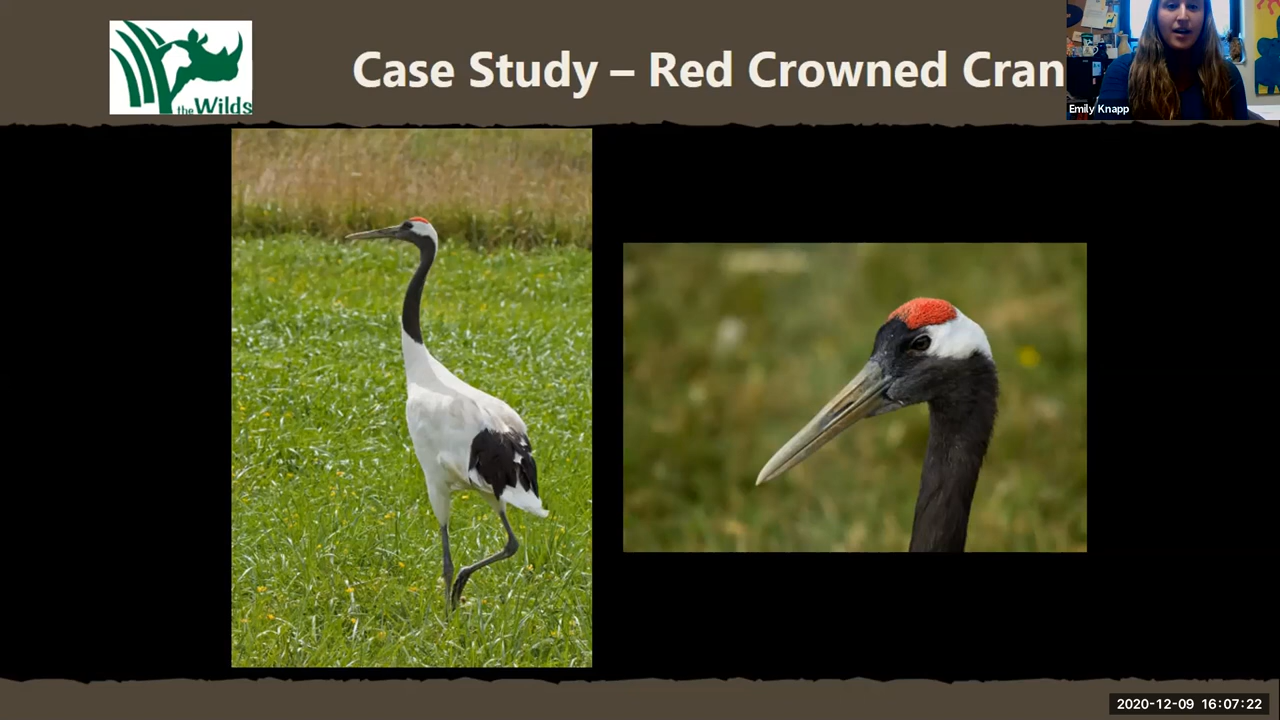 the Wilds
Case Study – Red Crowned Cran
Emily Knapp
2020-12-09 16:07:22